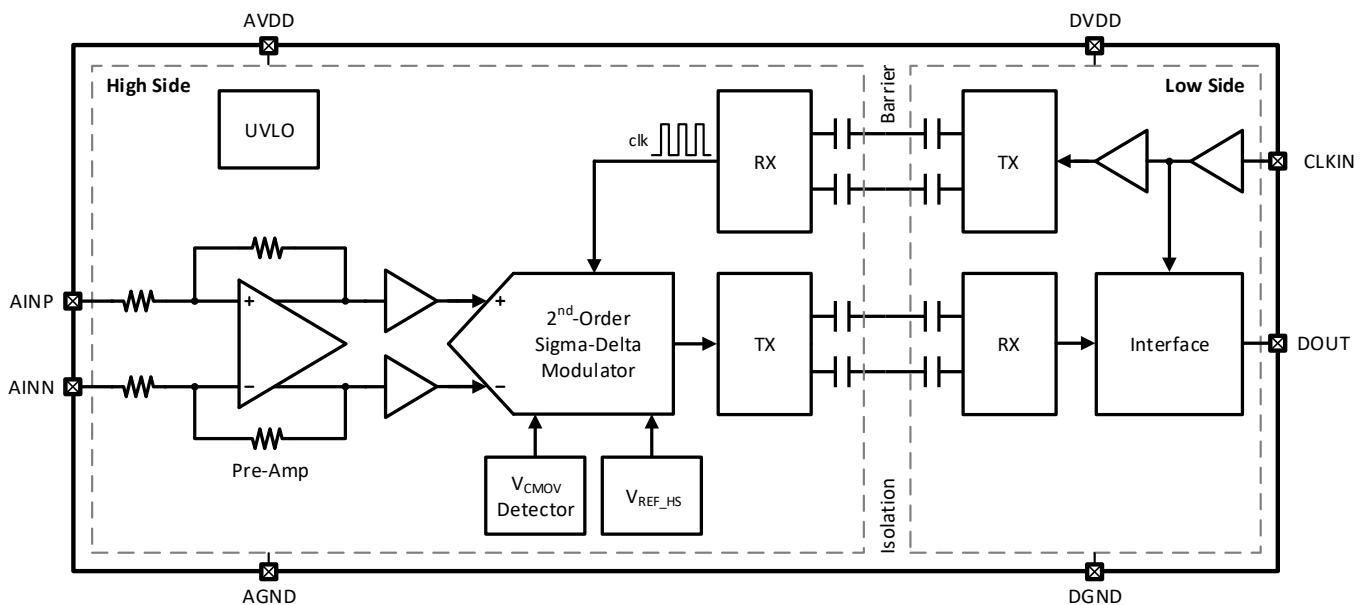 AVDD
DVDD
High Side
Barrier
Low Side
UVLO
clk
RX
TX
CLKIN
AINP
+
+
2nd-Order
Sigma-Delta
Modulator
TX
RX
Interface
DOUT
AINN
−
−
Pre-Amp
VCMOV
Detector
VREF_HS
Isolation
AGND
DGND